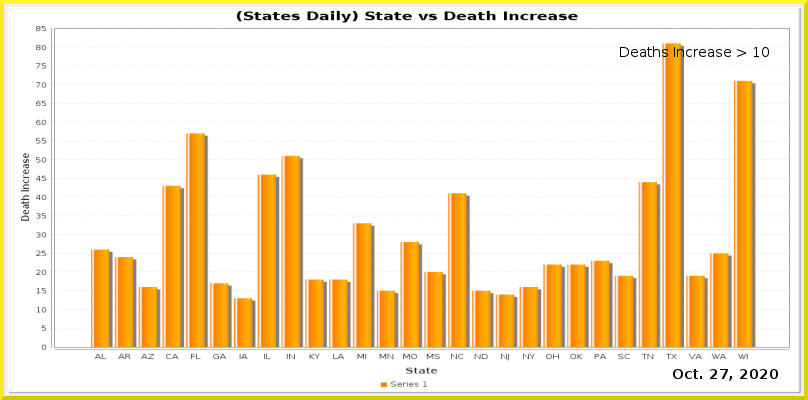 (States Daily) State vs Death Increase
85
80
75
70
65
60
55
50
45
40
35
30
25
20
15
10
5
0
Death Increase
Deaths Increase > 10
AL AR AZ CA FL GA IA IL IN KY LA MI MN MO MS NC ND NJ NY OH OK PA SC TN TX VA WA WI
State
Series 1
Oct. 27, 2020